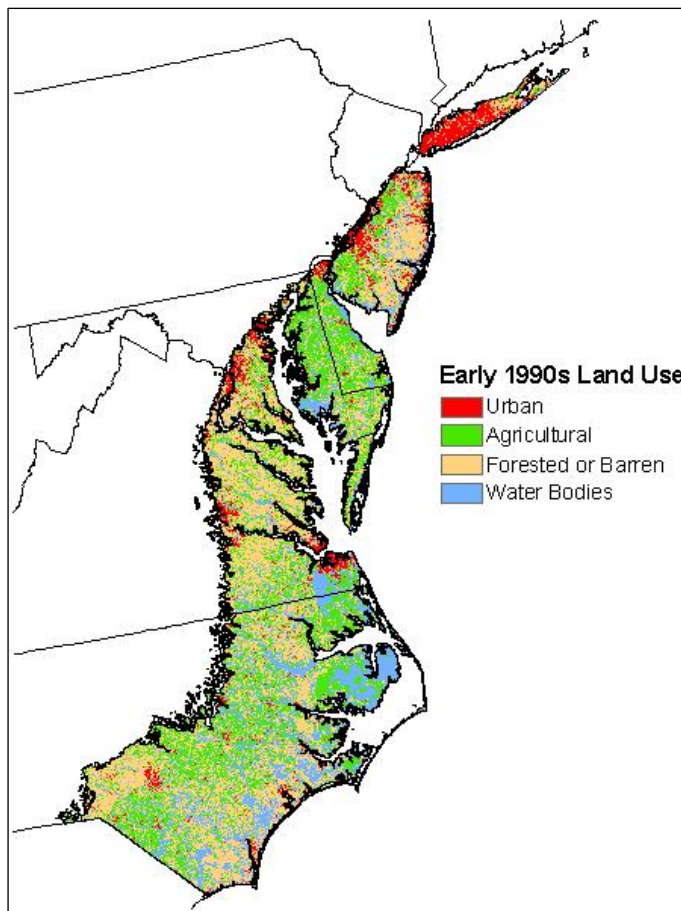 Early 1990s Land Use
Urban
Agricultural
Forested or Barren
Water Bodies